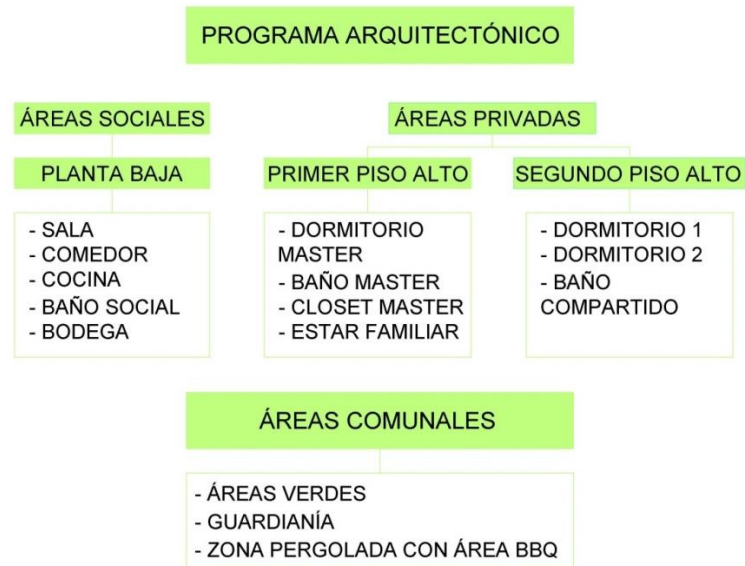 PROGRAMA ARQUITECTÓNICO
ÁREAS SOCIALES
PLANTA BAJA
- SALA
- COMEDOR
- COCINA
- BAÑO SOCIAL
- BODEGA
ÁREAS PRIVADAS
PRIMER PISO ALTO
- DORMITORIO
MASTER
- BAÑO MASTER
- CLOSET MASTER
- ESTAR FAMILIAR
SEGUNDO PISO ALTO
- DORMITORIO 1
- DORMITORIO 2
- BAÑO
COMPARTIDO
ÁREAS COMUNALES
- ÁREAS VERDES
- GUARDIANÍA
- ZONA PERGOLADA CON ÁREA BBQ